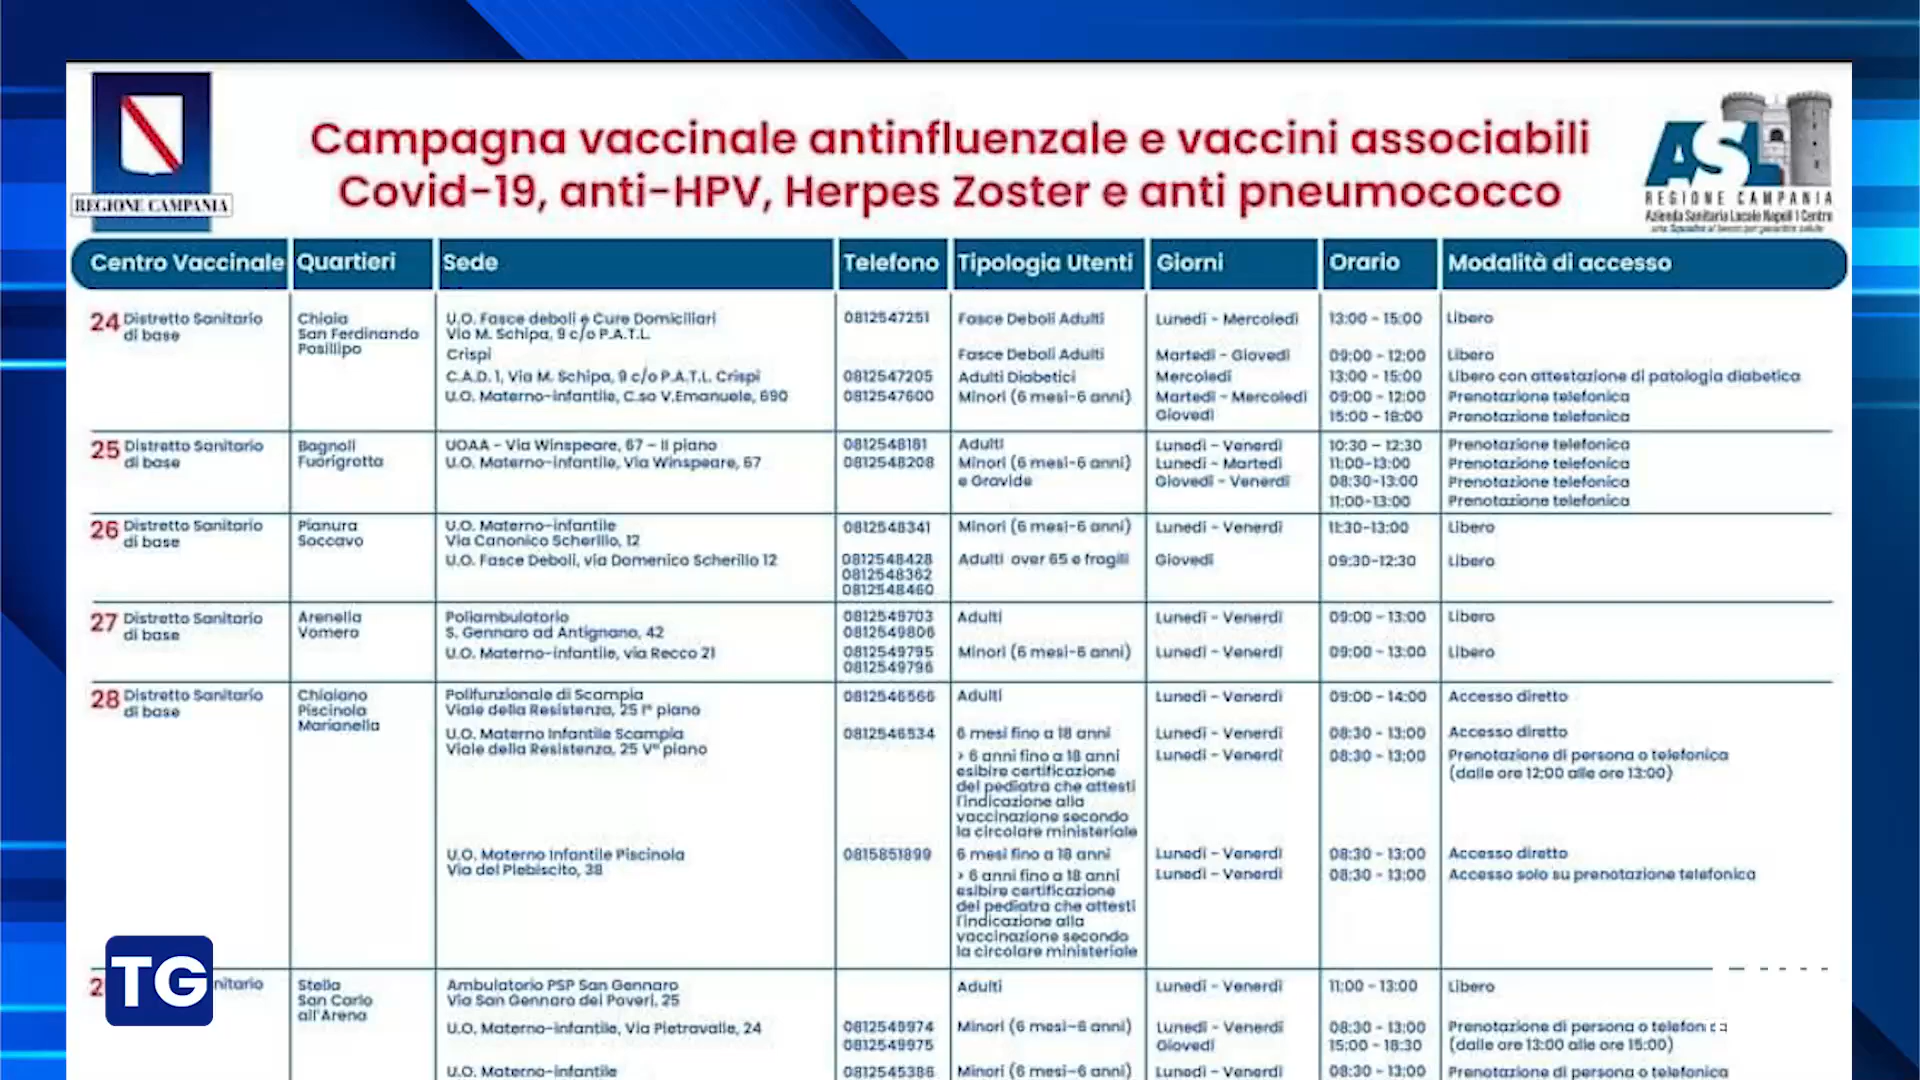 REGIONE CAMPANIA
Campagna vaccinale antinfluenzale e vaccini associabili
Covid-19, anti-HPV, Herpes Zoster e anti pneumococco
ASL
REGIONE CAMPANIA
Azienda Sanitaria Locale Napoli 1 Centro
Centro Vaccinale Quartieri Sede Telefono Tipologia Utenti Giorni Orario Modalità di accesso
24 Distretto Sanitario di base
Chiaia
San Ferdinando
Posillipo
U.O. Fasce deboli e Cure Domiciliari
Via M. Schipa, 9 c/o P.A.T.L.
0812547251 Fasce Deboli Adulti Lunedì - Mercoledì 13:00 - 15:00 Libero
Crispi Fasce Deboli Adulti Martedì - Giovedì 09:00 - 12:00 Libero
C.A.D. 1, Via M. Schipa, 9 c/o P.A.T.L. Crispi 0812547205 Adulti Diabetici Mercoledì 13:00 - 15:00 Libero con attestazione di patologia diabetica
U.O. Materno-infantile, C.so V.Emanuele, 690 0812547600 Minori (6 mesi-6 anni) Martedì - Mercoledì 09:00 - 12:00 Prenotazione telefonica
Giovedì 15:00 - 18:00 Prenotazione telefonica
25 Distretto Sanitario di base
Bagnoli
Fuorigrotta
UOAA - Via Winspeare, 67 - II piano 0812548181 Adulti Lunedì - Venerdì 10:30 - 12:30 Prenotazione telefonica
U.O. Materno-infantile, Via Winspeare, 67 0812548208 Minori (6 mesi-6 anni) Lunedì - Martedì 11:00-13:00 Prenotazione telefonica
e Gravide Giovedì - Venerdì 08:30-13:00 Prenotazione telefonica
11:00-13:00 Prenotazione telefonica
26 Distretto Sanitario di base
Pianura
Soccavo
U.O. Materno-infantile
Via Canonico Scherillo, 12
0812548341 Minori (6 mesi-6 anni) Lunedì - Venerdì 11:30-13:00 Libero
U.O. Fasce Deboli, via Domenico Scherillo 12 0812548428 Adulti over 65 e fragili Giovedì 09:30-12:30 Libero
0812548362
0812548460
27 Distretto Sanitario di base
Arenella
Vomero
Poliambulatorio
S. Gennaro ad Antignano, 42
0812549703 Adulti Lunedì - Venerdì 09:00 - 13:00 Libero
0812549806
U.O. Materno-infantile, via Recco 21 0812549795 Minori (6 mesi-6 anni) Lunedì - Venerdì 09:00 - 13:00 Libero
0812549796
28 Distretto Sanitario di base
Chiaiano
Piscinola
Marianella
Polifunzionale di Scampia
Viale della Resistenza, 25 I° piano
0812546566 Adulti Lunedì - Venerdì 09:00 - 14:00 Accesso diretto
U.O. Materno Infantile Scampia
Viale della Resistenza, 25 V° piano
0812546534 6 mesi fino a 18 anni Lunedì - Venerdì 08:30 - 13:00 Accesso diretto
> 6 anni fino a 18 anni Lunedì - Venerdì 08:30 - 13:00 Prenotazione di persona o telefonica
(dalle ore 12:00 alle ore 13:00)
esibire certificazione
del pediatra che attesti
l'indicazione alla
vaccinazione secondo
la circolare ministeriale
U.O. Materno Infantile Piscinola
Via del Plebiscito, 38
0815851899 6 mesi fino a 18 anni Lunedì - Venerdì 08:30 - 13:00 Accesso diretto
> 6 anni fino a 18 anni Lunedì - Venerdì 08:30 - 13:00 Accesso solo su prenotazione telefonica
esibire certificazione
del pediatra che attesti
l'indicazione alla
vaccinazione secondo
la circolare ministeriale
2 nitario
TG
Stella
San Carlo
all'Arena
Ambulatorio PSP San Gennaro
Via San Gennaro dei Poveri, 25
Adulti Lunedì - Venerdì 11:00 - 13:00 Libero
U.O. Materno-infantile, Via Pietravalle, 24 0812549974 Minori (6 mesi-6 anni) Lunedì - Venerdì 08:30 - 13:00 Prenotazione di persona o
0812549975 Giovedì 15:00 - 18:30 (dalle ore 13:00 alle ore 15:00)
U.O. Materno-infantile 0812545386 Minori (6 mesi-6 anni) Lunedì - Venerdì 08:30 - 13:00 Prenotazione di persona o telefonica